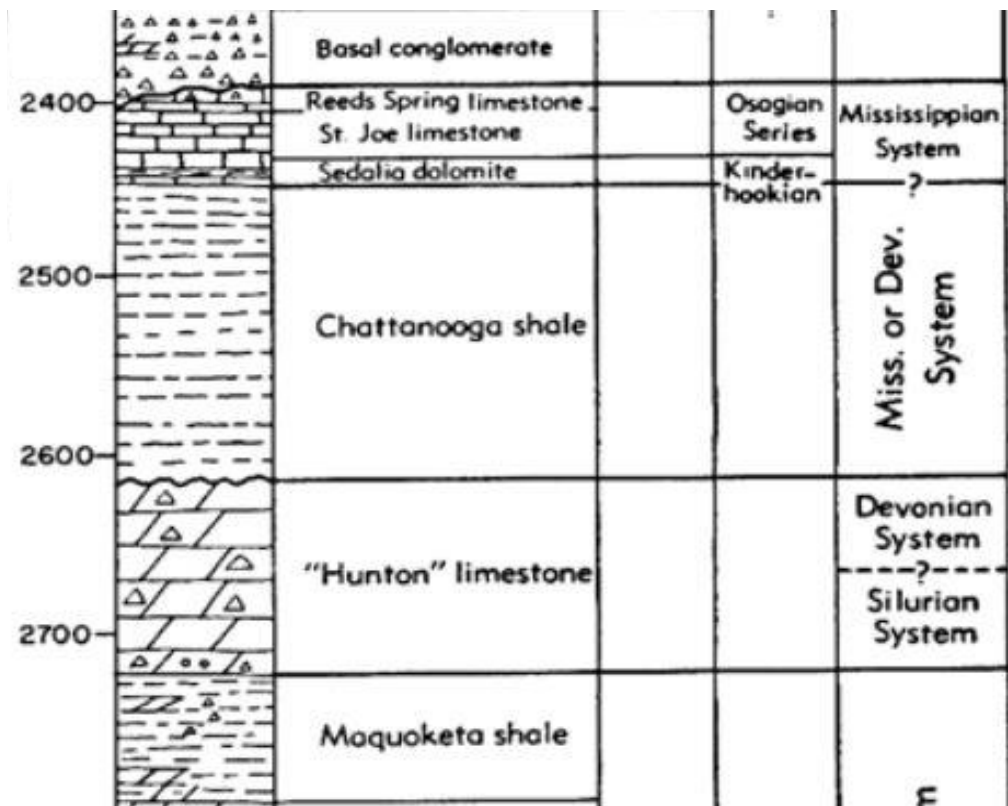 Basal conglomerate
2400
Reeds Spring limestone
St. Joe limestone
Osagian
Series
Mississippian
System
Sedalia dolomite
Kinder-
hookian
?
2500
Chattanooga shale
Miss. or Dev.
System
2600
Devonian
System
"Hunton" limestone
?
Silurian
System
2700
Maquoketa shale
n